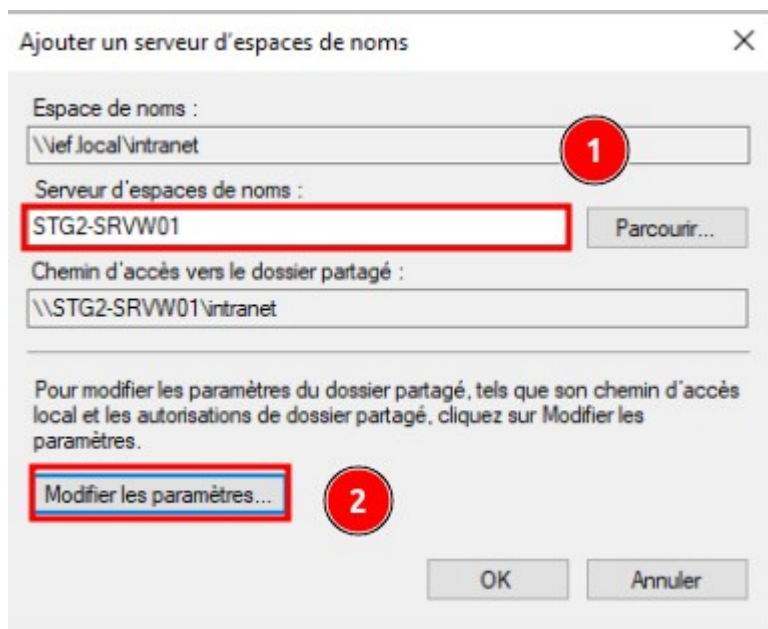 Ajouter un serveur d'espaces de noms
Espace de noms :
\\ief.local\intranet
1
Serveur d'espaces de noms :
STG2-SRVW01
Parcourir...
Chemin d'accès vers le dossier partagé :
\\STG2-SRVW01\intranet
Pour modifier les paramètres du dossier partagé, tels que son chemin d'accès
local et les autorisations de dossier partagé, cliquez sur Modifier les
paramètres.
Modifier les paramètres...
2
OK
Annuler